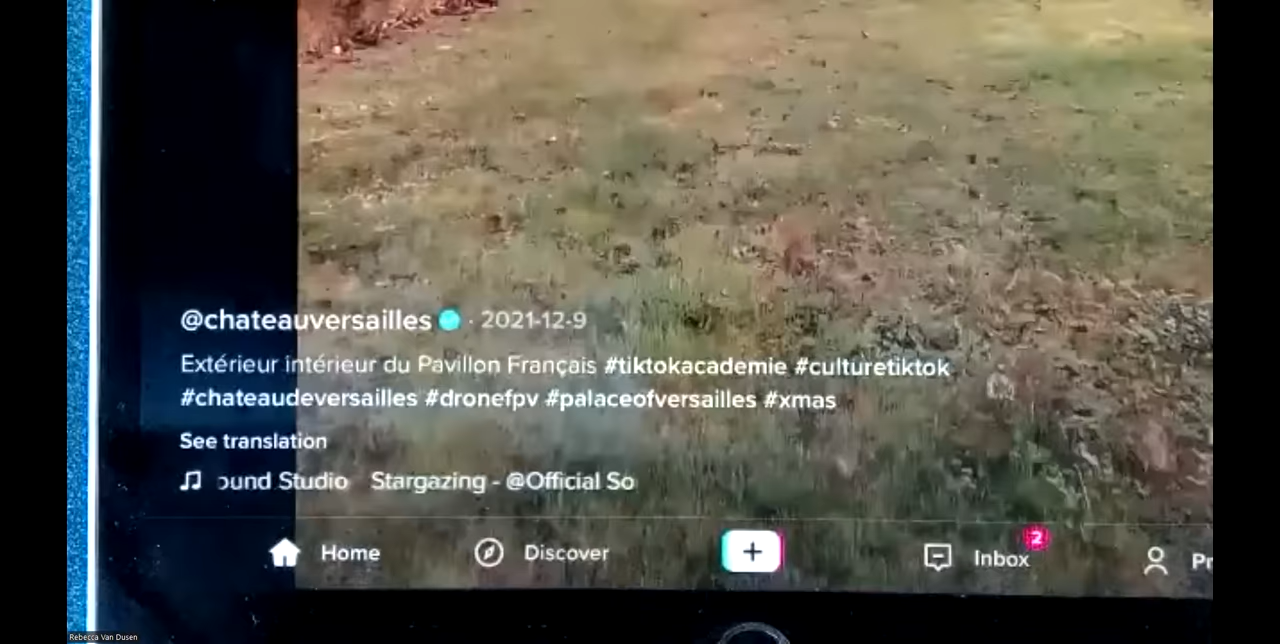 @chateauversailles · 2021-12-9
Extérieur intérieur du Pavillon Français #tiktokacademie #culturetiktok
#chateaudeversailles #dronefpv #palaceofversailles #xmas
See translation
ound Studio Stargazing - @Official So
Home Discover + Inbox 2 Pr
Rebecca Van Dusen